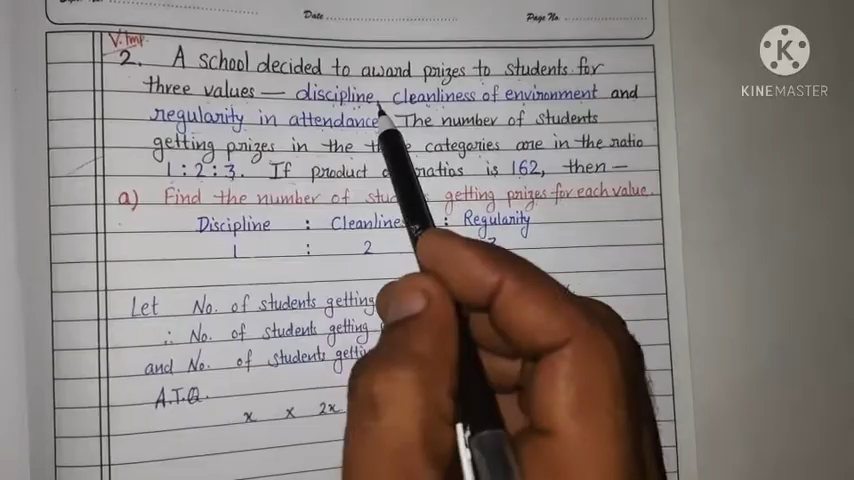 Date Page No.
V. Imp
2. A school decided to award prizes to students for
three values — discipline, cleanliness of environment and
regularity in attendance. The number of students
getting prizes in the categories are in the ratio
1 : 2 : 3. If product ratios is 162, then —
a) Find the number of getting prizes for each value.
Discipline : : Regularity
1 : 2
Let No. of students getting
∴ No. of students getting
and No. of students
A.T.Q.
x × 2x
K
KINEMASTER